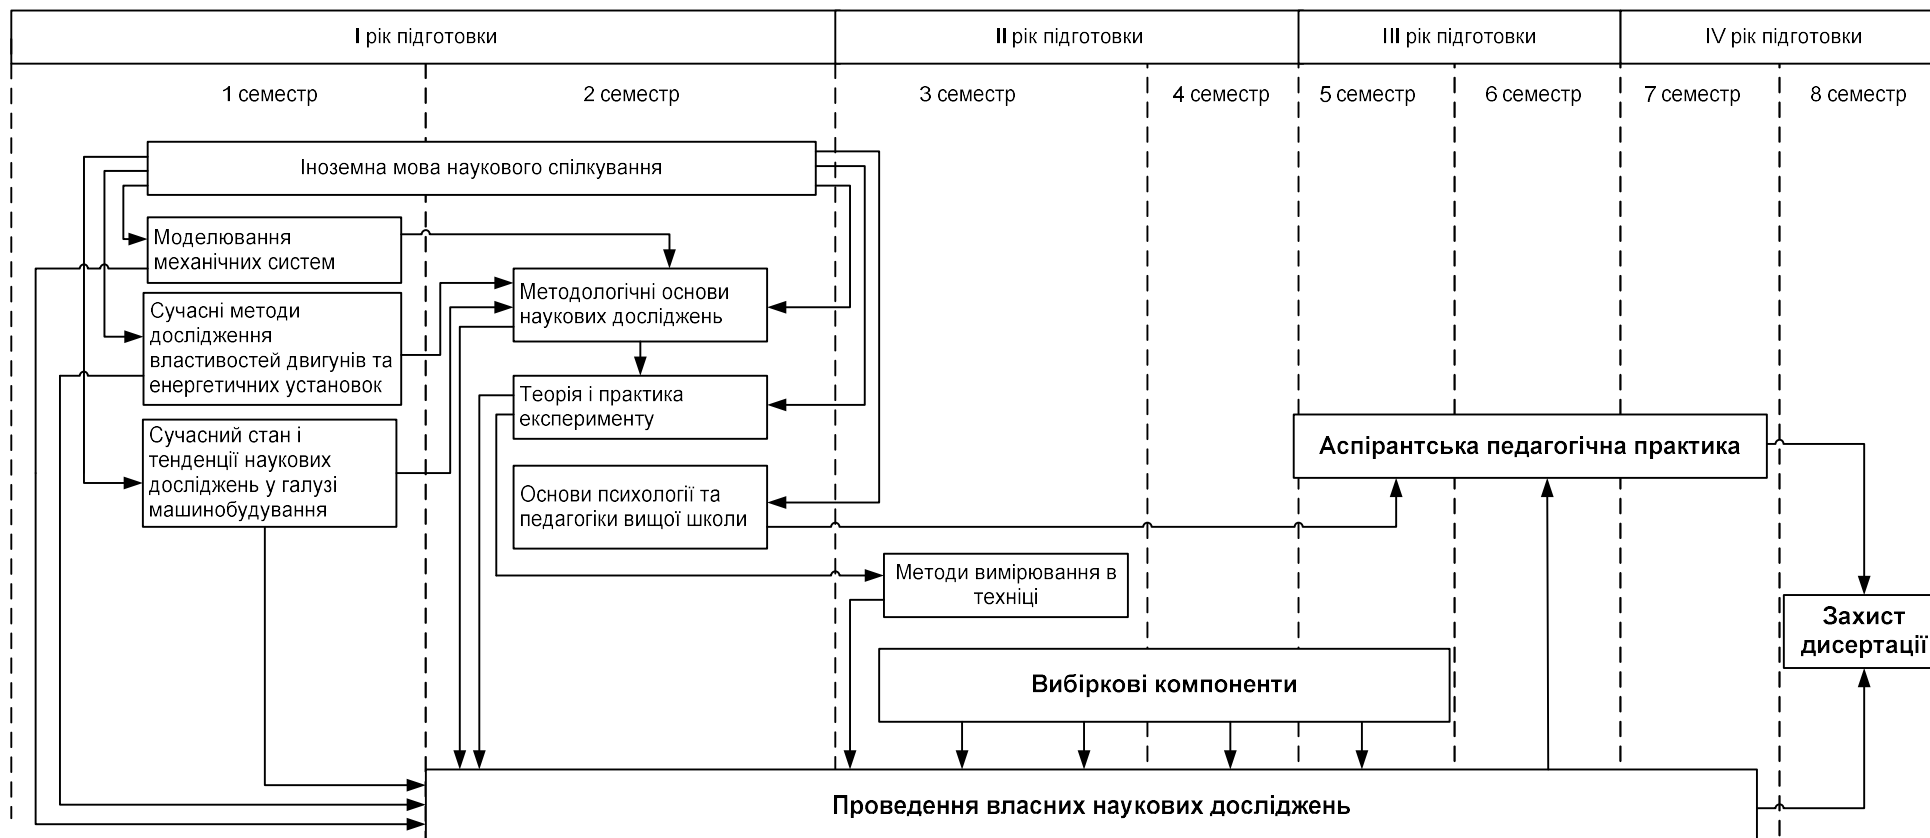 I рік підготовки
II рік підготовки
III рік підготовки
IV рік підготовки
1 семестр
2 семестр
3 семестр
4 семестр
5 семестр
6 семестр
7 семестр
8 семестр
Іноземна мова наукового спілкування
Моделювання
механічних систем
Сучасні методи
дослідження
властивостей двигунів та
енергетичних установок
Сучасний стан і
тенденції наукових
досліджень у галузі
машинобудування
Методологічні основи
наукових досліджень
Теорія і практика
експерименту
Основи психології та
педагогіки вищої школи
Методи вимірювання в
техніці
Аспірантська педагогічна практика
Вибіркові компоненти
Захист
дисертації
Проведення власних наукових досліджень